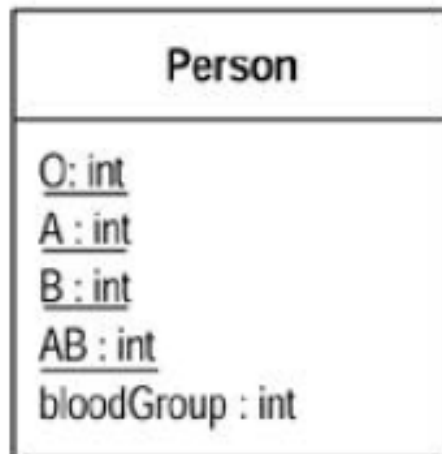 Person
O: int
A : int
B : int
AB : int
bloodGroup : int